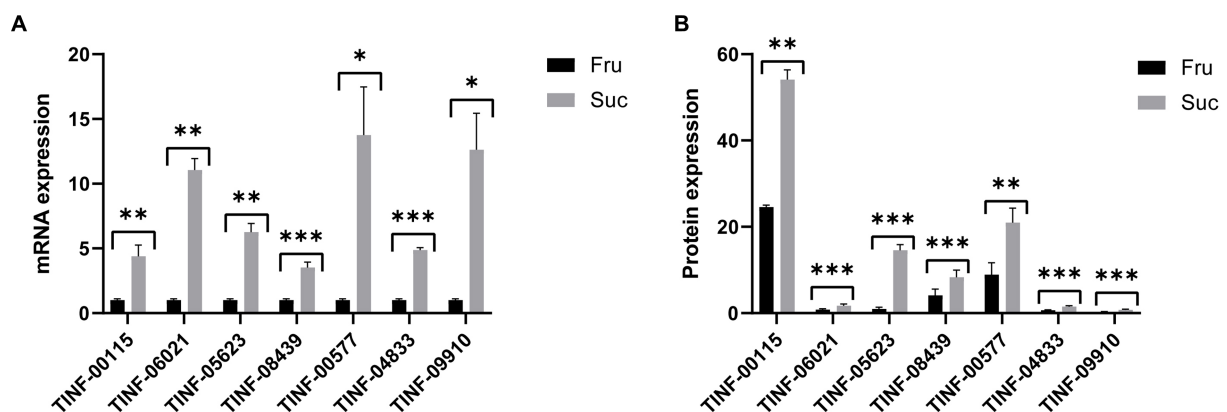 A
mRNA expression
20
15
10
5
0
**
**
**
***
*
***
*
Fru
Suc
TINF-00115
TINF-06021
TINF-05623
TINF-08439
TINF-00577
TINF-04833
TINF-09910
B
Protein expression
60
40
20
0
**
***
***
***
**
***
***
Fru
Suc
TINF-00115
TINF-06021
TINF-05623
TINF-08439
TINF-00577
TINF-04833
TINF-09910